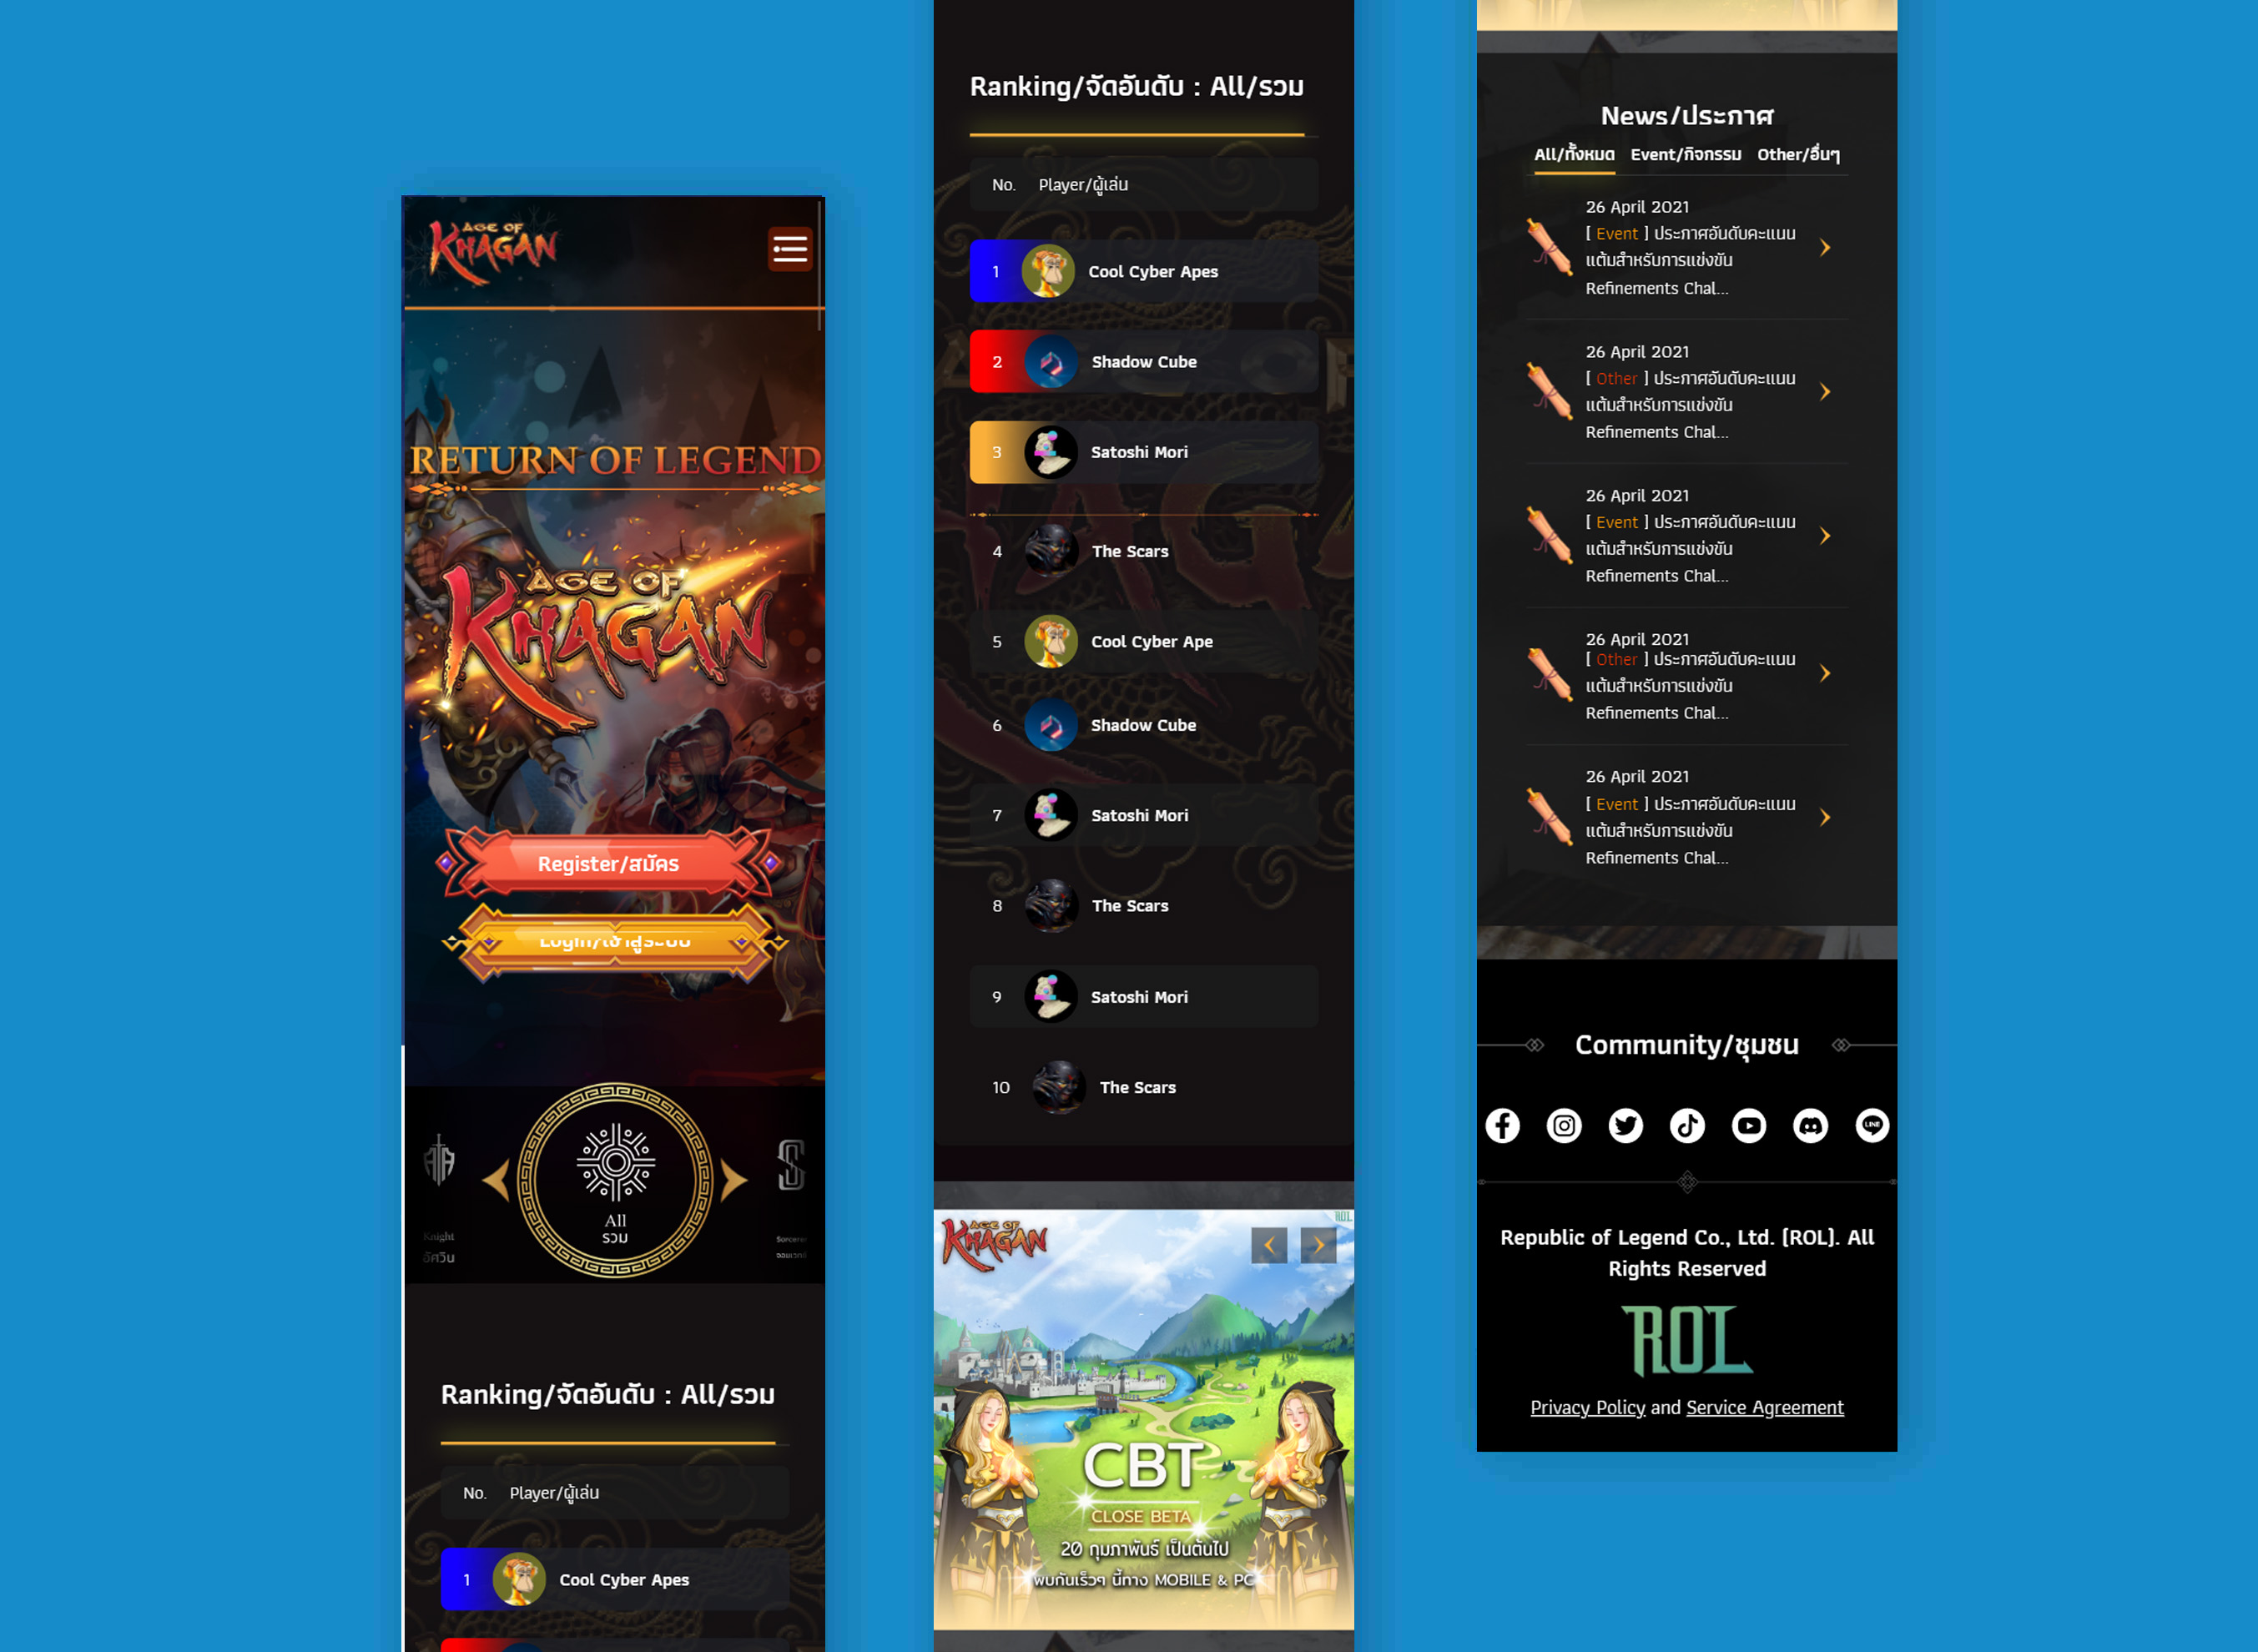 AGE OF
KHAGAN
RETURN OF LEGEND
AGE OF
KHAGAN
Register/สมัคร
Login/เข้าสู่ระบบ
Knight
อัศวิน
All
รวม
Sorcerer
จอมเวทย์
Ranking/จัดอันดับ : All/รวม
No. Player/ผู้เล่น
1 Cool Cyber Apes
Ranking/จัดอันดับ : All/รวม
No. Player/ผู้เล่น
1 Cool Cyber Apes
2 Shadow Cube
3 Satoshi Mori
4 The Scars
5 Cool Cyber Ape
6 Shadow Cube
7 Satoshi Mori
8 The Scars
9 Satoshi Mori
10 The Scars
AGE OF
KHAGAN
ROL
CBT
CLOSE BETA
20 กุมภาพันธ์ เป็นต้นไป
พบกันเร็วๆ นี้ทาง MOBILE & PC
News/ประกาศ
All/ทั้งหมด Event/กิจกรรม Other/อื่นๆ
26 April 2021
[ Event ] ประกาศอันดับคะแนน
แต้มสำหรับการแข่งขัน
Refinements Chal...
26 April 2021
[ Other ] ประกาศอันดับคะแนน
แต้มสำหรับการแข่งขัน
Refinements Chal...
26 April 2021
[ Event ] ประกาศอันดับคะแนน
แต้มสำหรับการแข่งขัน
Refinements Chal...
26 April 2021
[ Other ] ประกาศอันดับคะแนน
แต้มสำหรับการแข่งขัน
Refinements Chal...
26 April 2021
[ Event ] ประกาศอันดับคะแนน
แต้มสำหรับการแข่งขัน
Refinements Chal...
Community/ชุมชน
LINE
Republic of Legend Co., Ltd. (ROL). All
Rights Reserved
ROL
Privacy Policy and Service Agreement